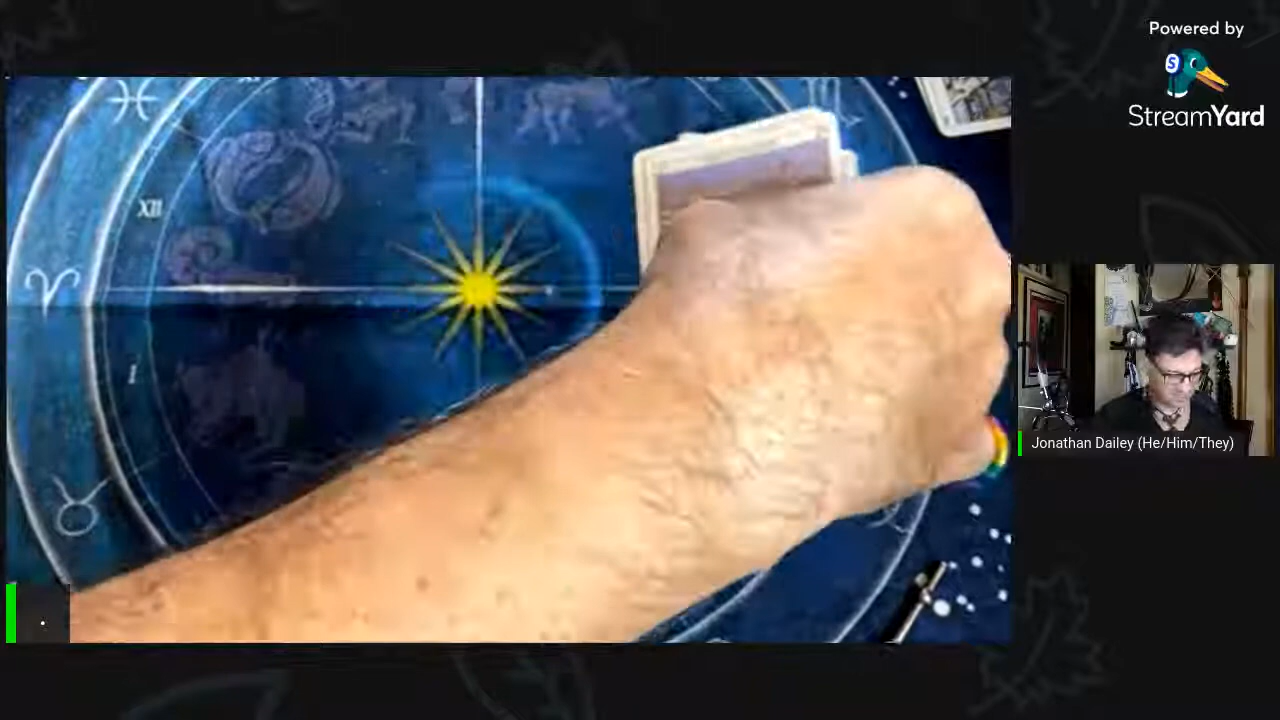 Powered by
S
StreamYard
XII
I
Jonathan Dailey (He/Him/They)